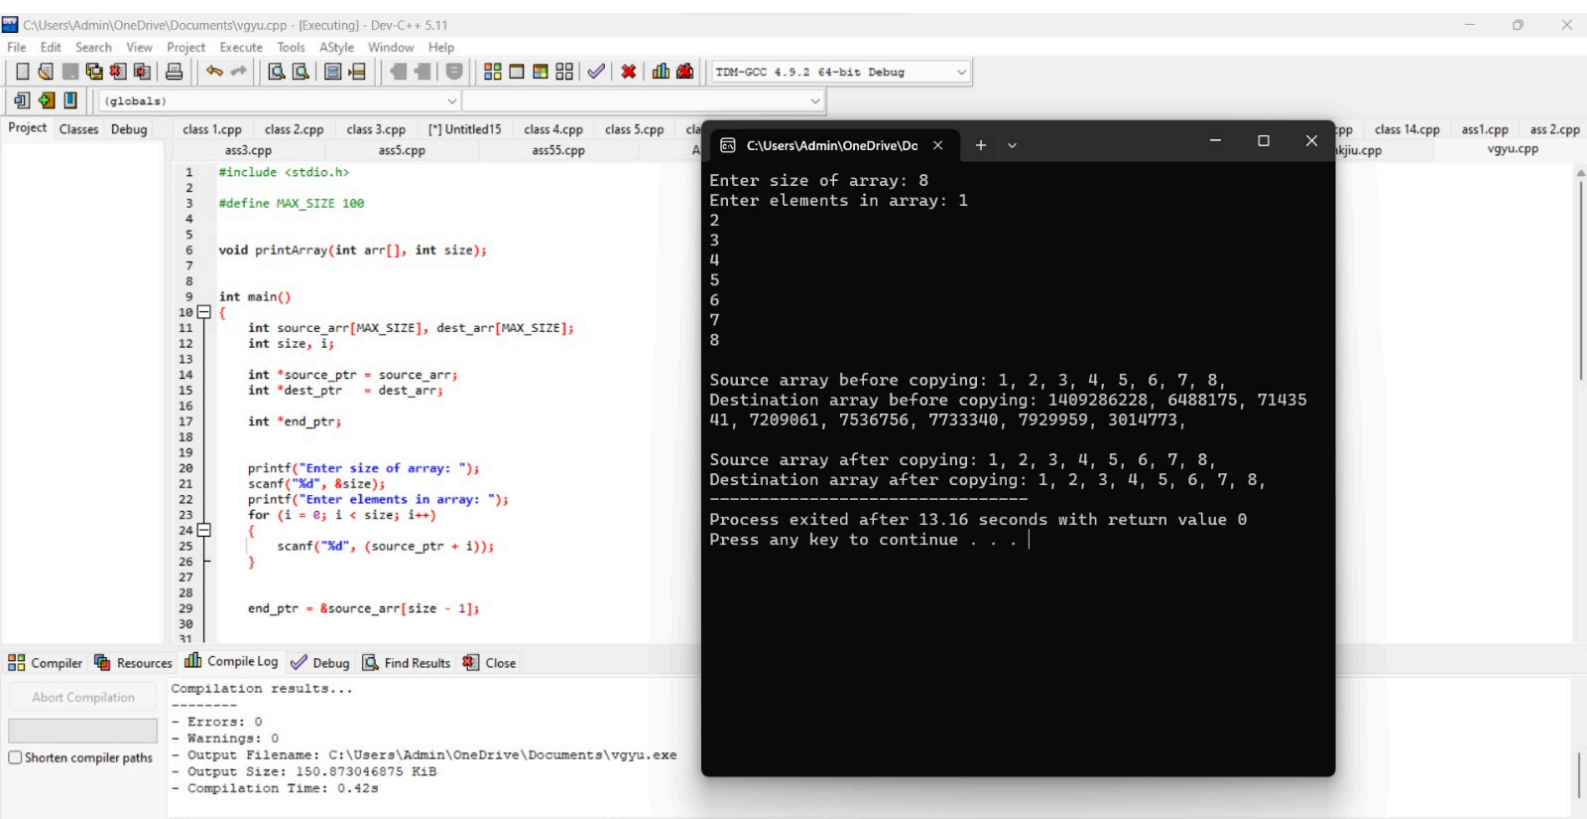 C:\Users\Admin\OneDrive\Documents\vgyu.cpp - [Executing] - Dev-C++ 5.11
File Edit Search View Project Execute Tools AStyle Window Help
TDM-GCC 4.9.2 64-bit Debug
(globals)
Project Classes Debug
class 1.cpp class 2.cpp class 3.cpp [*] Untitled15 class 4.cpp class 5.cpp class 14.cpp ass1.cpp ass 2.cpp
ass3.cpp ass5.cpp ass55.cpp vgyu.cpp
1 #include <stdio.h>
2
3 #define MAX_SIZE 100
4
5
6 void printArray(int arr[], int size);
7
8
9 int main()
10 {
11 int source_arr[MAX_SIZE], dest_arr[MAX_SIZE];
12 int size, i;
13
14 int *source_ptr = source_arr;
15 int *dest_ptr   = dest_arr;
16
17 int *end_ptr;
18
19
20 printf("Enter size of array: ");
21 scanf("%d", &size);
22 printf("Enter elements in array: ");
23 for (i = 0; i < size; i++)
24 {
25 scanf("%d", (source_ptr + i));
26 }
27
28
29 end_ptr = &source_arr[size - 1];
30
31
C:\Users\Admin\OneDrive\Dc
Enter size of array: 8
Enter elements in array: 1
2
3
4
5
6
7
8
Source array before copying: 1, 2, 3, 4, 5, 6, 7, 8,
Destination array before copying: 1409286228, 6488175, 71435
41, 7209061, 7536756, 7733340, 7929959, 3014773,
Source array after copying: 1, 2, 3, 4, 5, 6, 7, 8,
Destination array after copying: 1, 2, 3, 4, 5, 6, 7, 8,
--------------------------------
Process exited after 13.16 seconds with return value 0
Press any key to continue . . .
Compiler Resources Compile Log Debug Find Results Close
Abort Compilation
Shorten compiler paths
Compilation results...
--------
- Errors: 0
- Warnings: 0
- Output Filename: C:\Users\Admin\OneDrive\Documents\vgyu.exe
- Output Size: 150.873046875 KiB
- Compilation Time: 0.42s